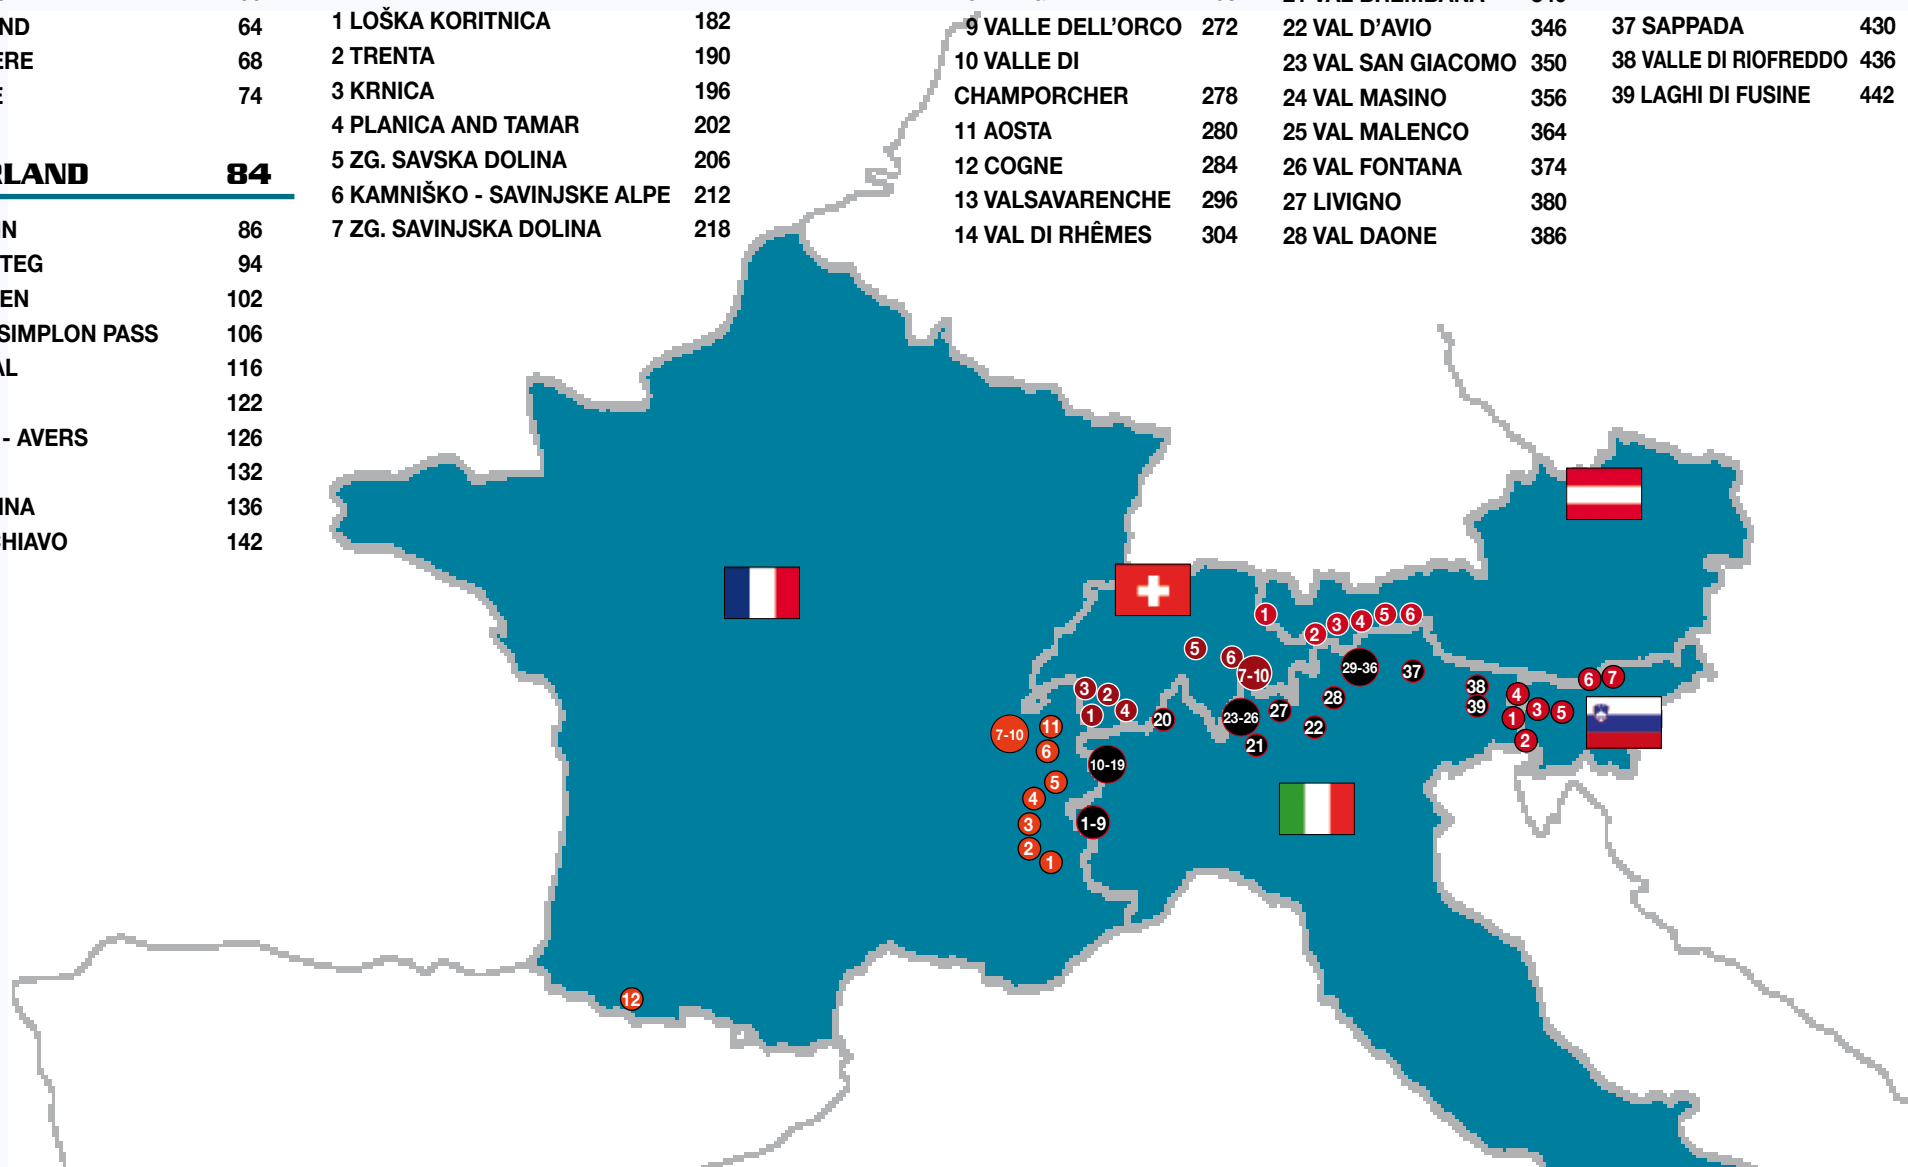 64
68
74
84
86
94
102
SIMPLON PASS 106
116
122
- AVERS 126
132
136
142
1 LOŠKA KORITNICA 182
2 TRENTA 190
3 KRNICA 196
4 PLANICA AND TAMAR 202
5 ZG. SAVSKA DOLINA 206
6 KAMNIŠKO - SAVINJSKE ALPE 212
7 ZG. SAVINJSKA DOLINA 218
9 VALLE DELL'ORCO 272
10 VALLE DI
CHAMPORCHER 278
11 AOSTA 280
12 COGNE 284
13 VALSAVARENCHE 296
14 VAL DI RHÊMES 304
22 VAL D'AVIO 346
23 VAL SAN GIACOMO 350
24 VAL MASINO 356
25 VAL MALENCO 364
26 VAL FONTANA 374
27 LIVIGNO 380
28 VAL DAONE 386
37 SAPPADA 430
38 VALLE DI RIOFREDDO 436
39 LAGHI DI FUSINE 442
1
2
3
4
5
6
5
6
7-10
29-36
37
6
7
3
2
1
4
20
23-26
27
28
22
21
38
39
4
3
5
1
2
7-10
11
6
5
4
3
2
1
10-19
1-9
12